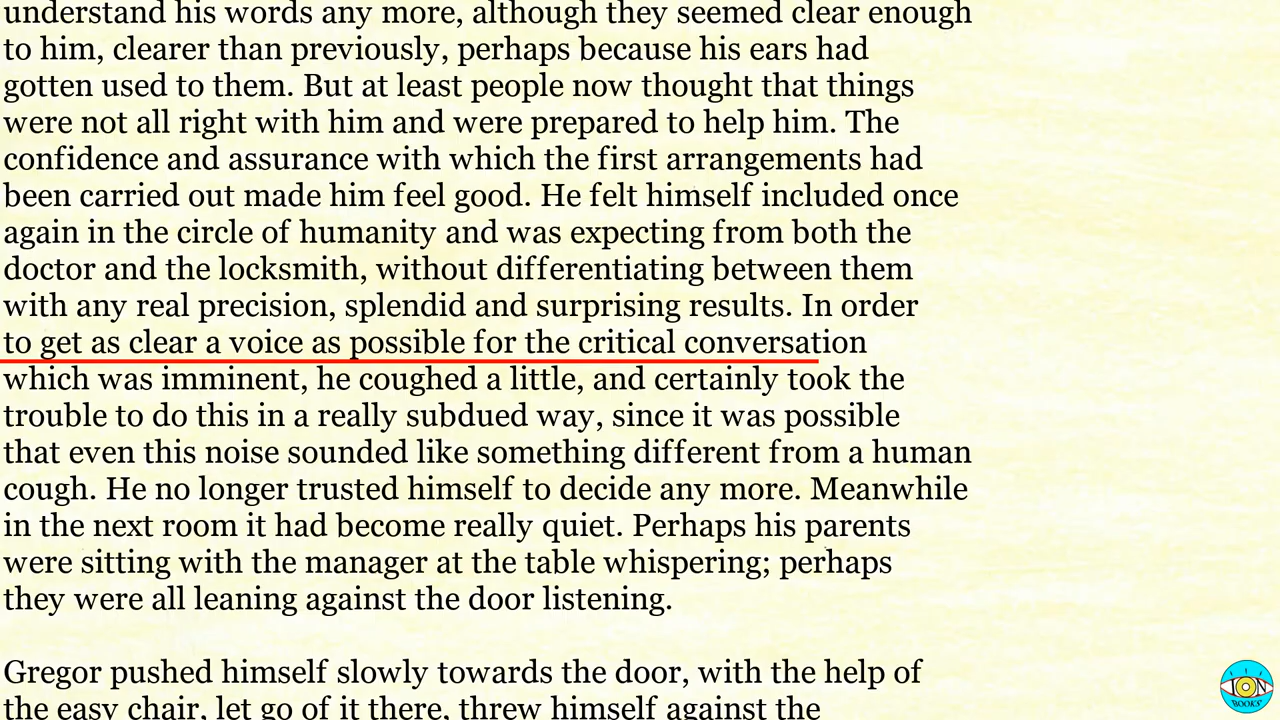 understand his words any more, although they seemed clear enough
to him, clearer than previously, perhaps because his ears had
gotten used to them. But at least people now thought that things
were not all right with him and were prepared to help him. The
confidence and assurance with which the first arrangements had
been carried out made him feel good. He felt himself included once
again in the circle of humanity and was expecting from both the
doctor and the locksmith, without differentiating between them
with any real precision, splendid and surprising results. In order
to get as clear a voice as possible for the critical conversation
which was imminent, he coughed a little, and certainly took the
trouble to do this in a really subdued way, since it was possible
that even this noise sounded like something different from a human
cough. He no longer trusted himself to decide any more. Meanwhile
in the next room it had become really quiet. Perhaps his parents
were sitting with the manager at the table whispering; perhaps
they were all leaning against the door listening.
Gregor pushed himself slowly towards the door, with the help of
the easy chair, let go of it there, threw himself against the
ION
BOOKS